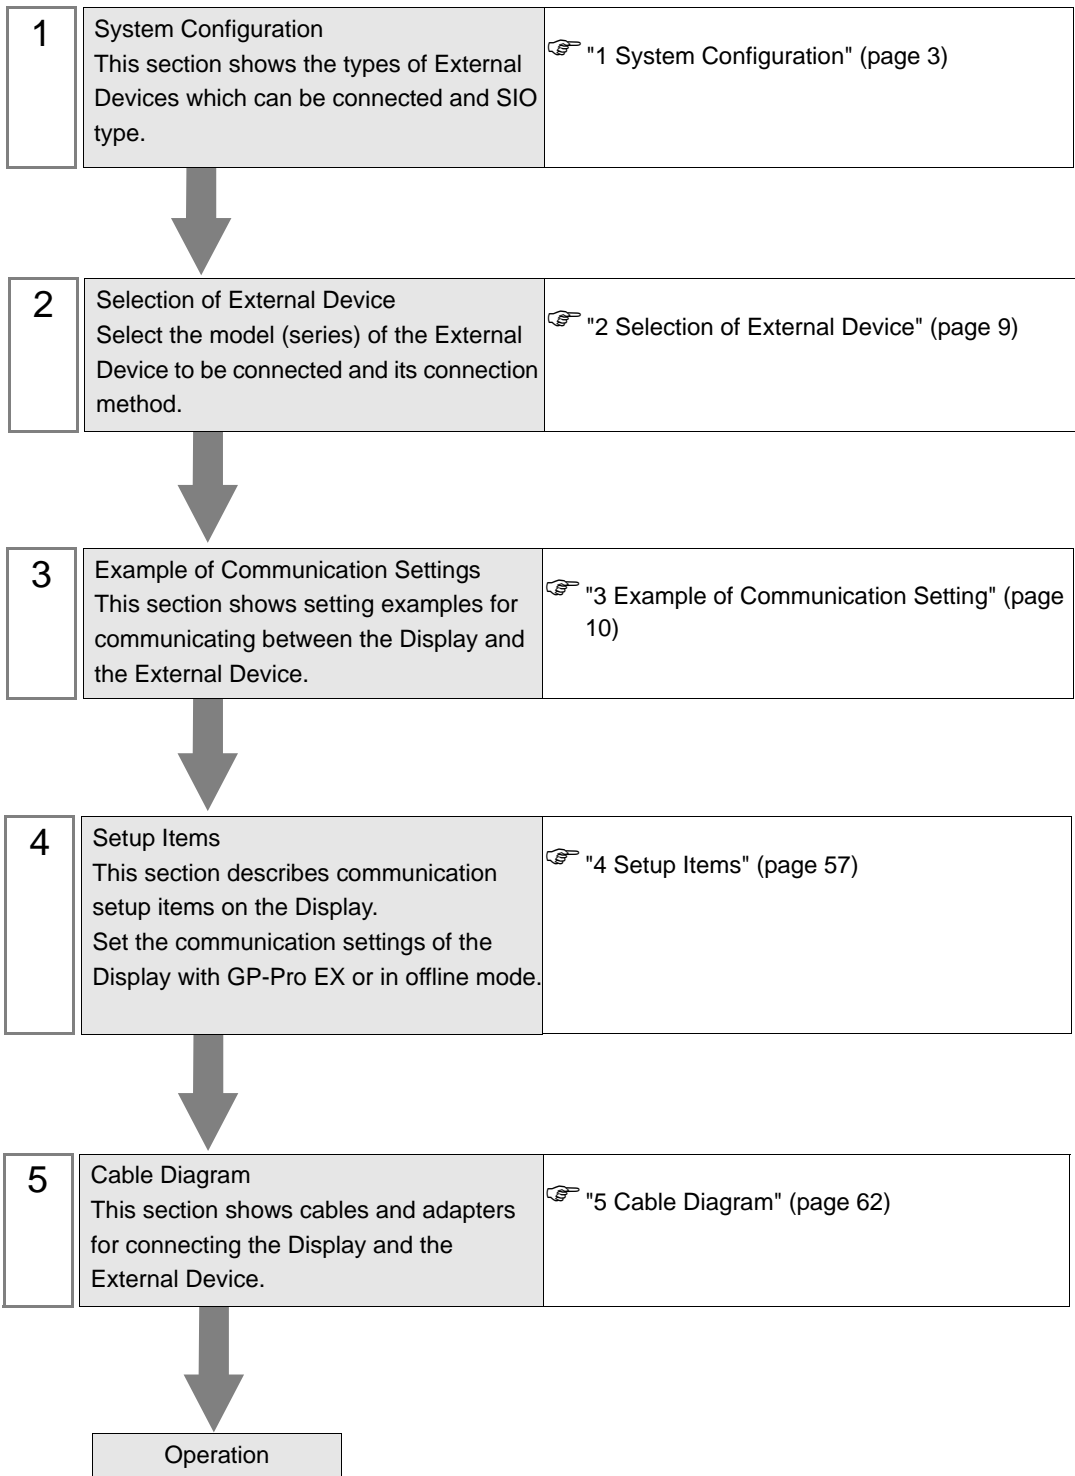 1
System Configuration
This section shows the types of External
Devices which can be connected and SIO
type.
"1 System Configuration" (page 3)
2
Selection of External Device
Select the model (series) of the External
Device to be connected and its connection
method.
"2 Selection of External Device" (page 9)
3
Example of Communication Settings
This section shows setting examples for
communicating between the Display and
the External Device.
"3 Example of Communication Setting" (page
10)
4
Setup Items
This section describes communication
setup items on the Display.
Set the communication settings of the
Display with GP-Pro EX or in offline mode.
"4 Setup Items" (page 57)
5
Cable Diagram
This section shows cables and adapters
for connecting the Display and the
External Device.
"5 Cable Diagram" (page 62)
Operation